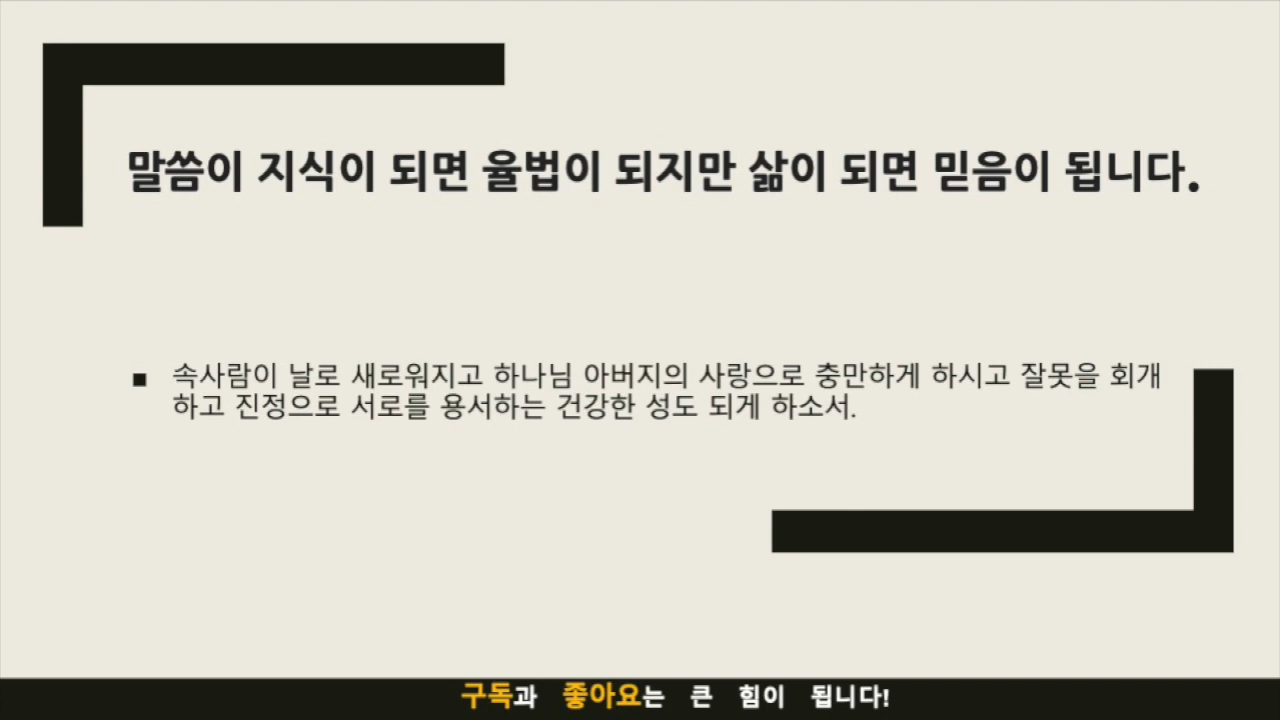 말씀이 지식이 되면 율법이 되지만 삶이 되면 믿음이 됩니다.
■ 속사람이 날로 새로워지고 하나님 아버지의 사랑으로 충만하게 하시고 잘못을 회개
하고 진정으로 서로를 용서하는 건강한 성도 되게 하소서.
구독과 좋아요는 큰 힘이 됩니다!